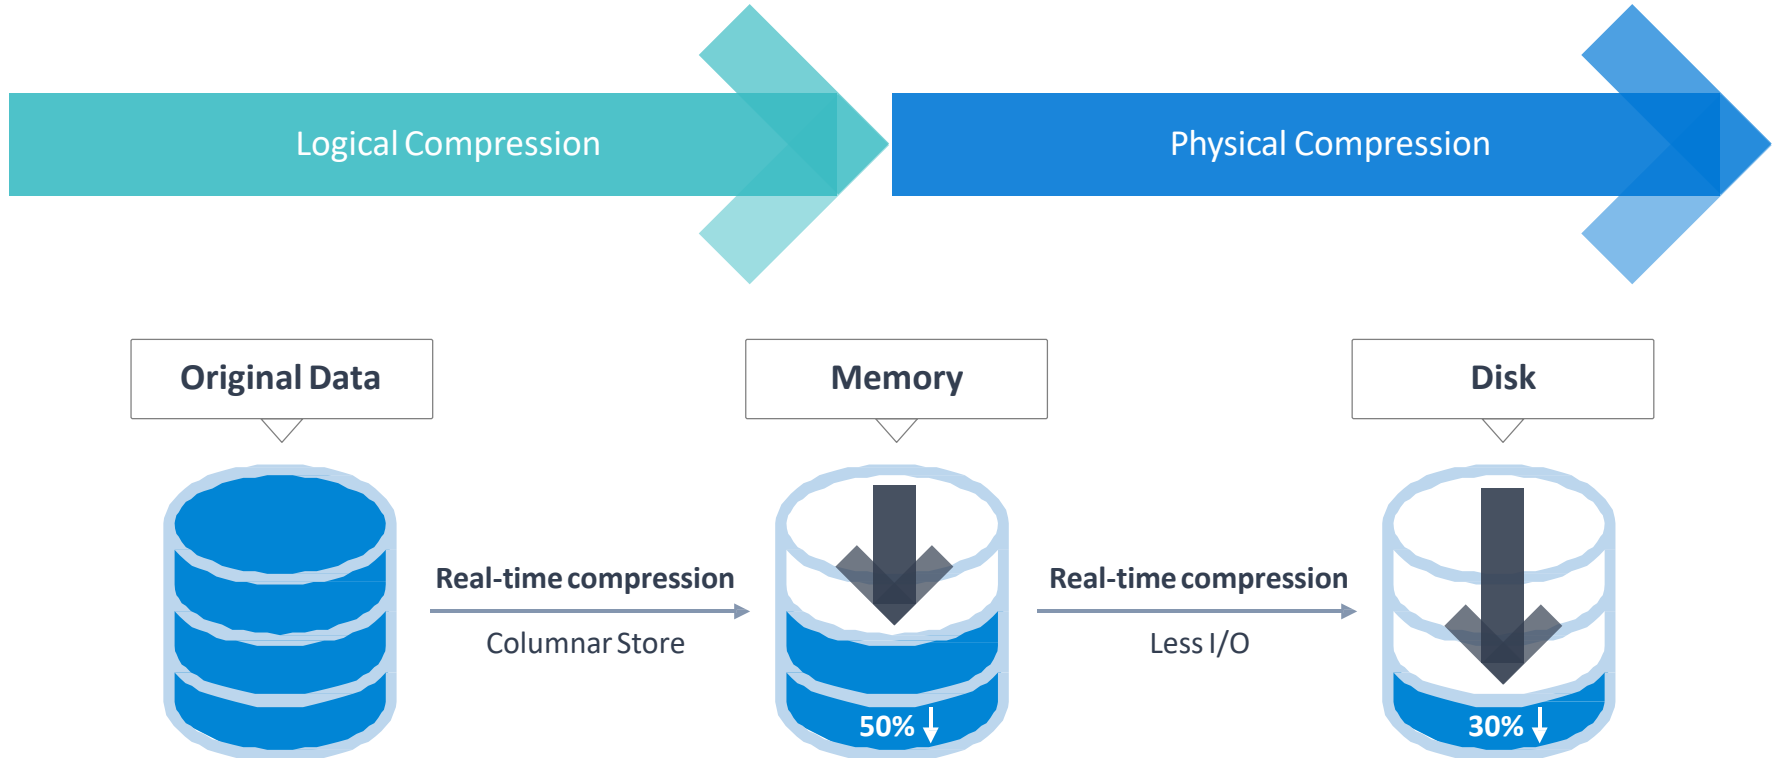 Logical Compression
Physical Compression
Original Data
Memory
Disk
Real-time compression
Columnar Store
Real-time compression
Less I/O
50%
30%